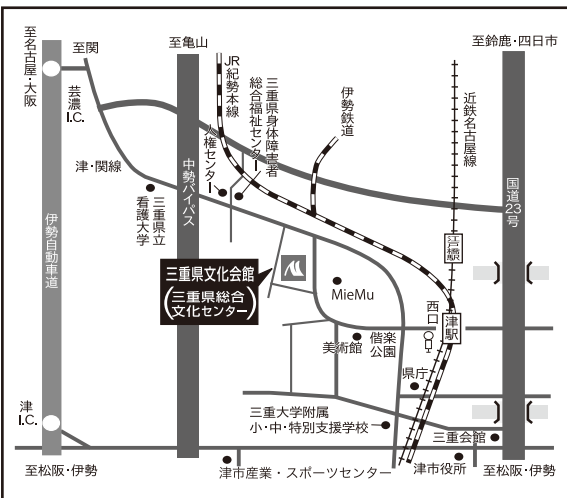 至名古屋・大阪
至関
至亀山
至鈴鹿・四日市
芸濃
I.C.
JR
紀勢本線
三重県身体障害者
総合福祉センター
人権センター
伊勢鉄道
近鉄名古屋線
津・関線
中勢バイパス
国道23号
三重県立
看護大学
伊勢自動車道
江戸橋駅
三重県文化会館
(三重県総合
文化センター)
MieMu
西口
津駅
美術館
偕楽
公園
県庁
津
I.C.
三重大学附属
小・中・特別支援学校
三重会館
至松阪・伊勢
津市産業・スポーツセンター
津市役所
至松阪・伊勢